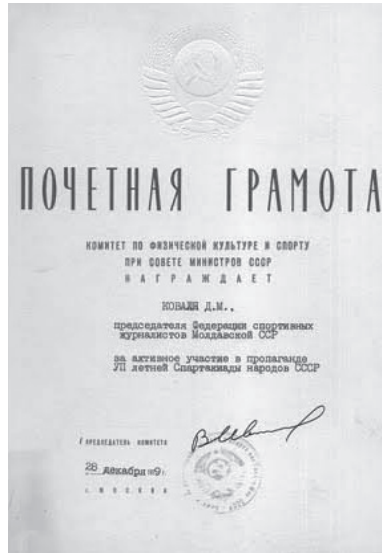 ПОЧЕТНАЯ ГРАМОТА
КОМИТЕТ ПО ФИЗИЧЕСКОЙ КУЛЬТУРЕ И СПОРТУ
ПРИ СОВЕТЕ МИНИСТРОВ СССР
НАГРАЖДАЕТ
Д.М.,
председателя Федерации спортивных
журналистов Молдавской ССР
за активное участие в пропаганде
УП летней Спартакиады народов СССР
ПРЕДСЕДАТЕЛЬ КОМИТЕТА
28 декабря
г. МОСКВА